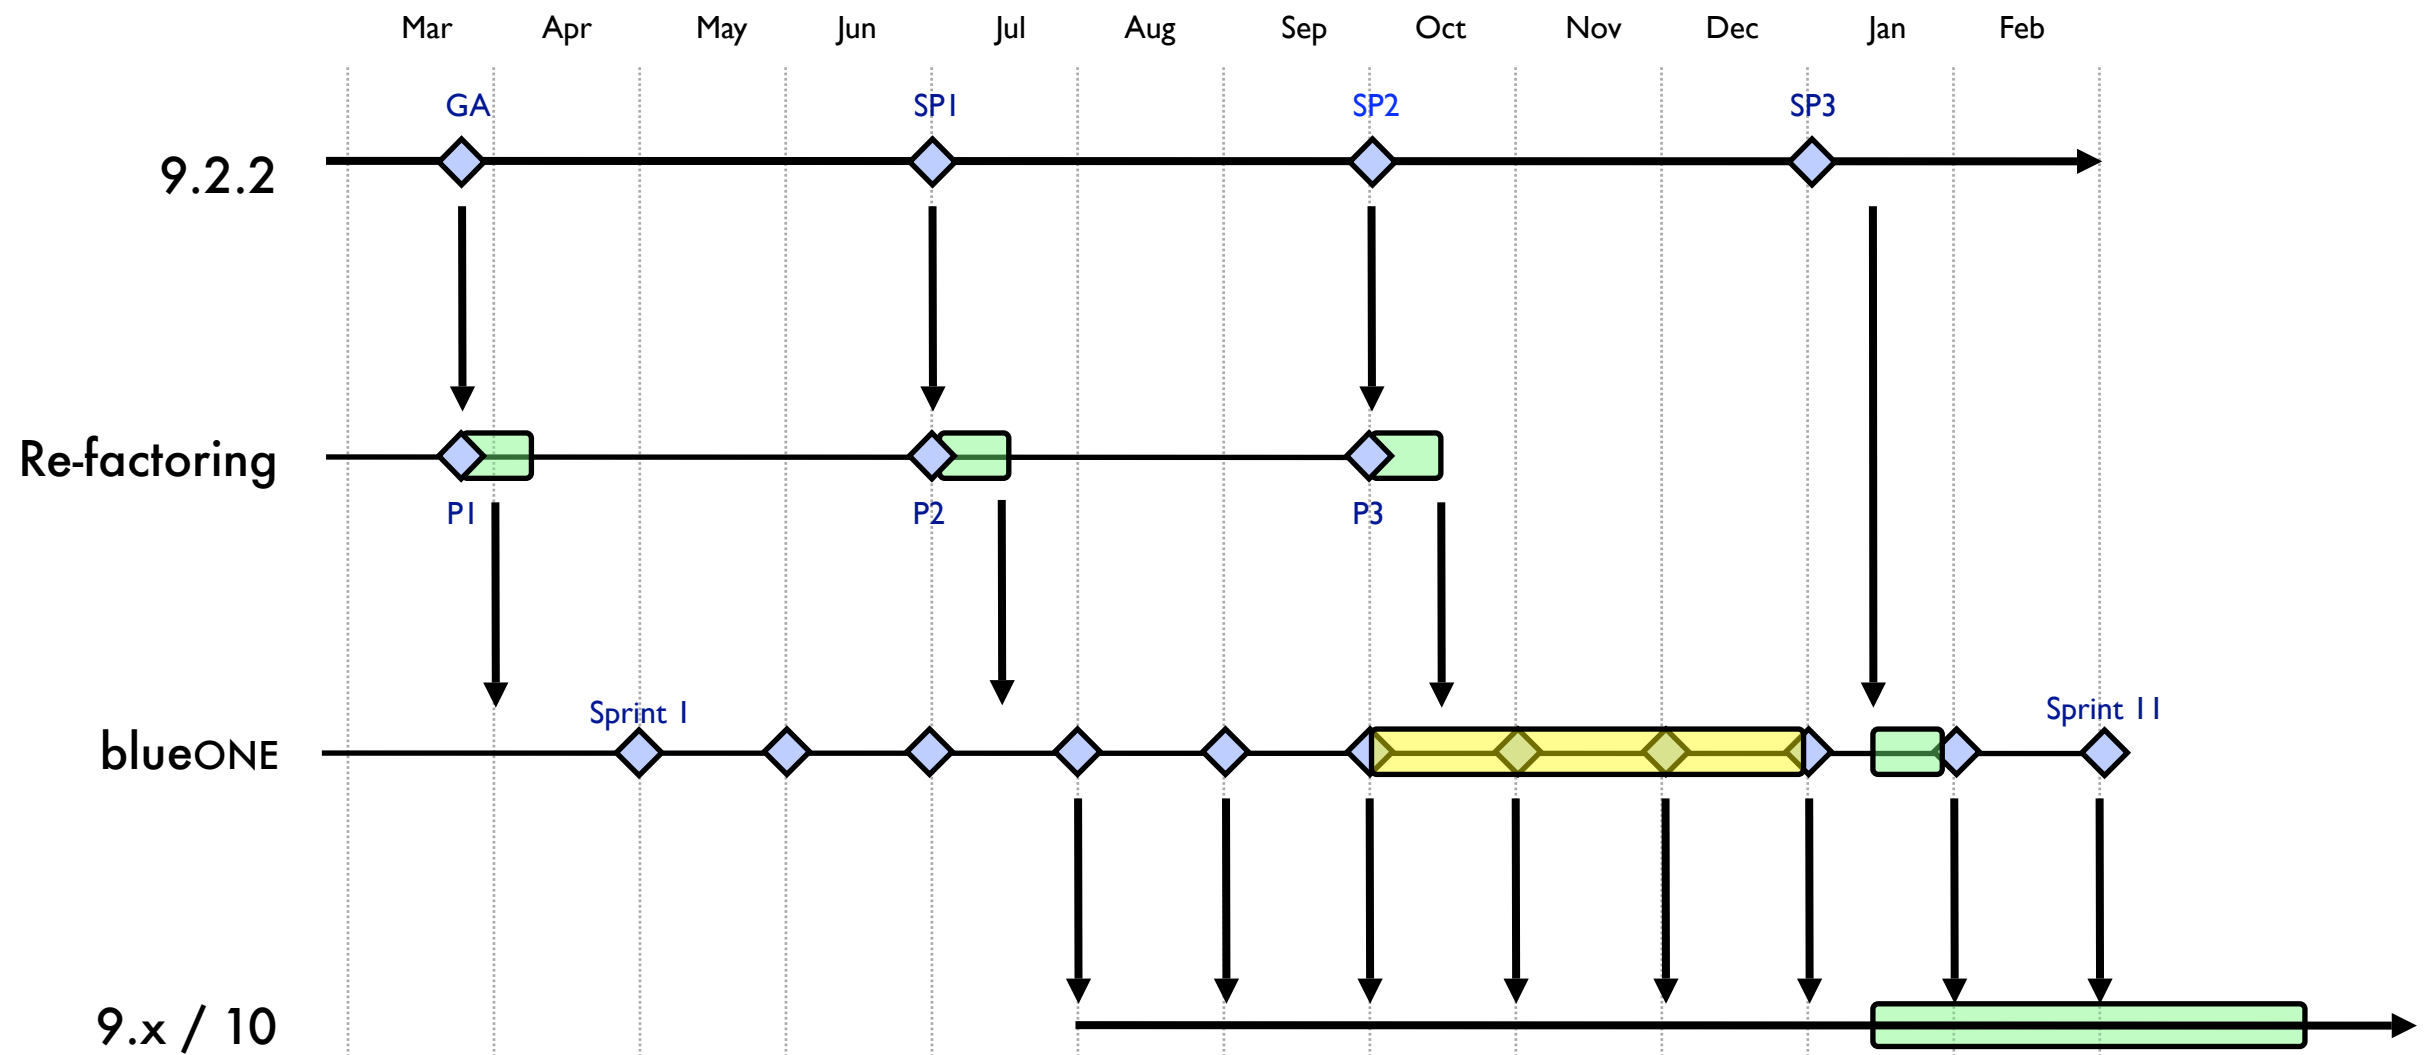 Mar Apr May Jun Jul Aug Sep Oct Nov Dec Jan Feb
GA SP1 SP2 SP3
9.2.2
Re-factoring
P1 P2 P3
Sprint 1 Sprint 11
blueONE
9.x / 10